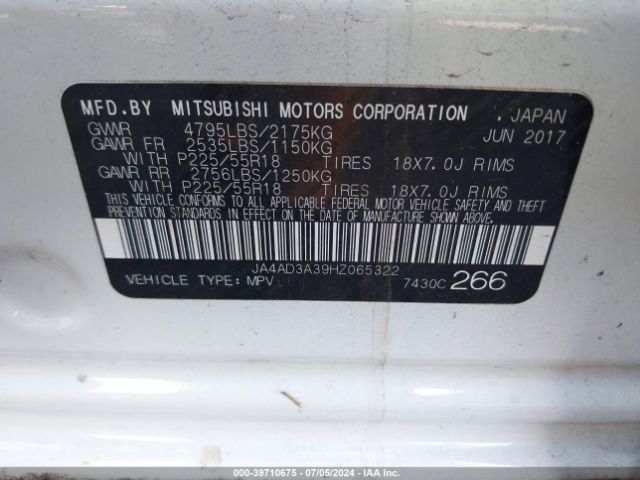 MFD.BY MITSUBISHI MOTORS CORPORATION . JAPAN
GVWR 4795LBS/2175KG JUN 2017
GAWR FR 2535LBS/1150KG
WITH P225/55R18 TIRES 18X7.0J RIMS
GAWR RR 2756LBS/1250KG
WITH P225/55R18 TIRES 18X7.0J RIMS
THIS VEHICLE CONFORMS TO ALL APPLICABLE FEDERAL MOTOR VEHICLE SAFETY AND THEFT
PREVENTION STANDARDS IN EFFECT ON THE DATE OF MANUFACTURE SHOWN ABOVE.
JA4AD3A39HZ065322
VEHICLE TYPE: MPV 7430C 266
000-39710675 - 07/05/2024 - IAA Inc.